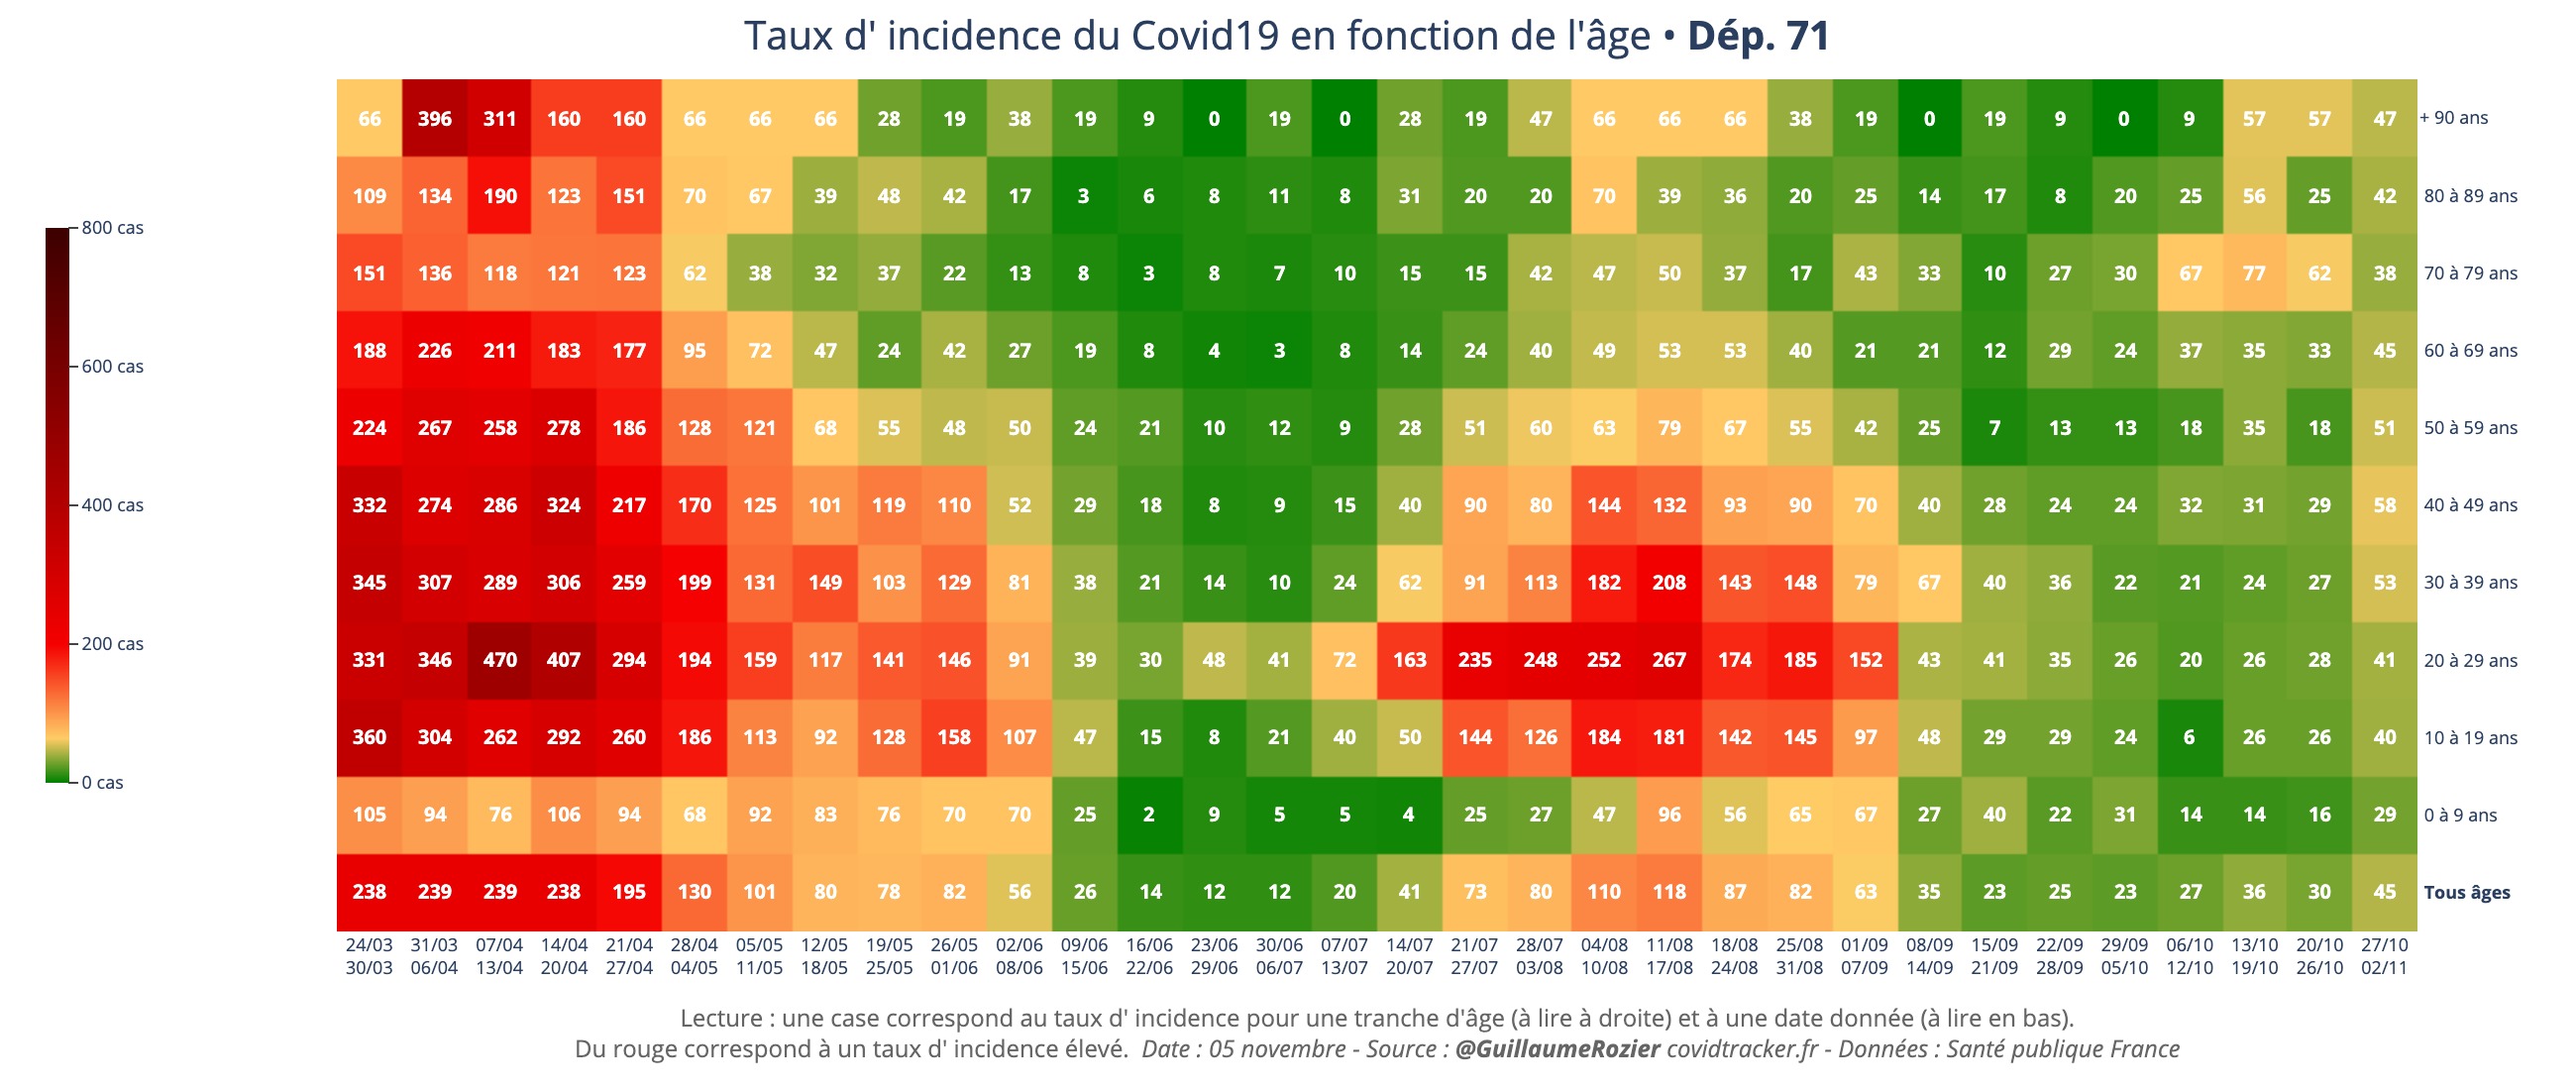 Taux d' incidence du Covid19 en fonction de l'âge • Dép. 71
800 cas
600 cas
400 cas
200 cas
0 cas
66 396 311 160 160 66 66 66 28 19 38 19 9 0 19 0 28 19 47 66 66 66 38 19 0 19 9 0 9 57 57 47 + 90 ans
109 134 190 123 151 70 67 39 48 42 17 3 6 8 11 8 31 20 20 70 39 36 20 25 14 17 8 20 25 56 25 42 80 à 89 ans
151 136 118 121 123 62 38 32 37 22 13 8 3 8 7 10 15 15 42 47 50 37 17 43 33 10 27 30 67 77 62 38 70 à 79 ans
188 226 211 183 177 95 72 47 24 42 27 19 8 4 3 8 14 24 40 49 53 53 40 21 21 12 29 24 37 35 33 45 60 à 69 ans
224 267 258 278 186 128 121 68 55 48 50 24 21 10 12 9 28 51 60 63 79 67 55 42 25 7 13 13 18 35 18 51 50 à 59 ans
332 274 286 324 217 170 125 101 119 110 52 29 18 8 9 15 40 90 80 144 132 93 90 70 40 28 24 24 32 31 29 58 40 à 49 ans
345 307 289 306 259 199 131 149 103 129 81 38 21 14 10 24 62 91 113 182 208 143 148 79 67 40 36 22 21 24 27 53 30 à 39 ans
331 346 470 407 294 194 159 117 141 146 91 39 30 48 41 72 163 235 248 252 267 174 185 152 43 41 35 26 20 26 28 41 20 à 29 ans
360 304 262 292 260 186 113 92 128 158 107 47 15 8 21 40 50 144 126 184 181 142 145 97 48 29 29 24 6 26 26 40 10 à 19 ans
105 94 76 106 94 68 92 83 76 70 70 25 2 9 5 5 4 25 27 47 96 56 65 67 27 40 22 31 14 14 16 29 0 à 9 ans
238 239 239 238 195 130 101 80 78 82 56 26 14 12 12 20 41 73 80 110 118 87 82 63 35 23 25 23 27 36 30 45 Tous âges
24/03 31/03 07/04 14/04 21/04 28/04 05/05 12/05 19/05 26/05 02/06 09/06 16/06 23/06 30/06 07/07 14/07 21/07 28/07 04/08 11/08 18/08 25/08 01/09 08/09 15/09 22/09 29/09 06/10 13/10 20/10 27/10
30/03 06/04 13/04 20/04 27/04 04/05 11/05 18/05 25/05 01/06 08/06 15/06 22/06 29/06 06/07 13/07 20/07 27/07 03/08 10/08 17/08 24/08 31/08 07/09 14/09 21/09 28/09 05/10 12/10 19/10 26/10 02/11
Lecture : une case correspond au taux d' incidence pour une tranche d'âge (à lire à droite) et à une date donnée (à lire en bas).
Du rouge correspond à un taux d' incidence élevé. Date : 05 novembre - Source : @GuillaumeRozier covidtracker.fr - Données : Santé publique France